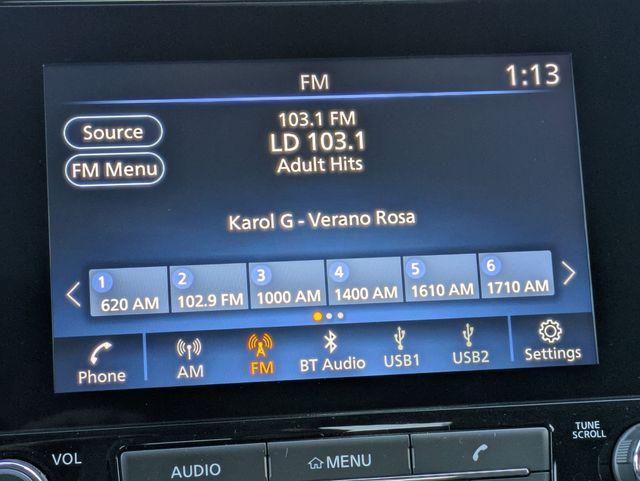 FM
1:13
Source
FM Menu
103.1 FM
LD 103.1
Adult Hits
Karol G - Verano Rosa
1
620 AM
2
102.9 FM
3
1000 AM
4
1400 AM
5
1610 AM
6
1710 AM
Phone
AM
FM
BT Audio
USB1
USB2
Settings
VOL
AUDIO
MENU
TUNE
SCROLL